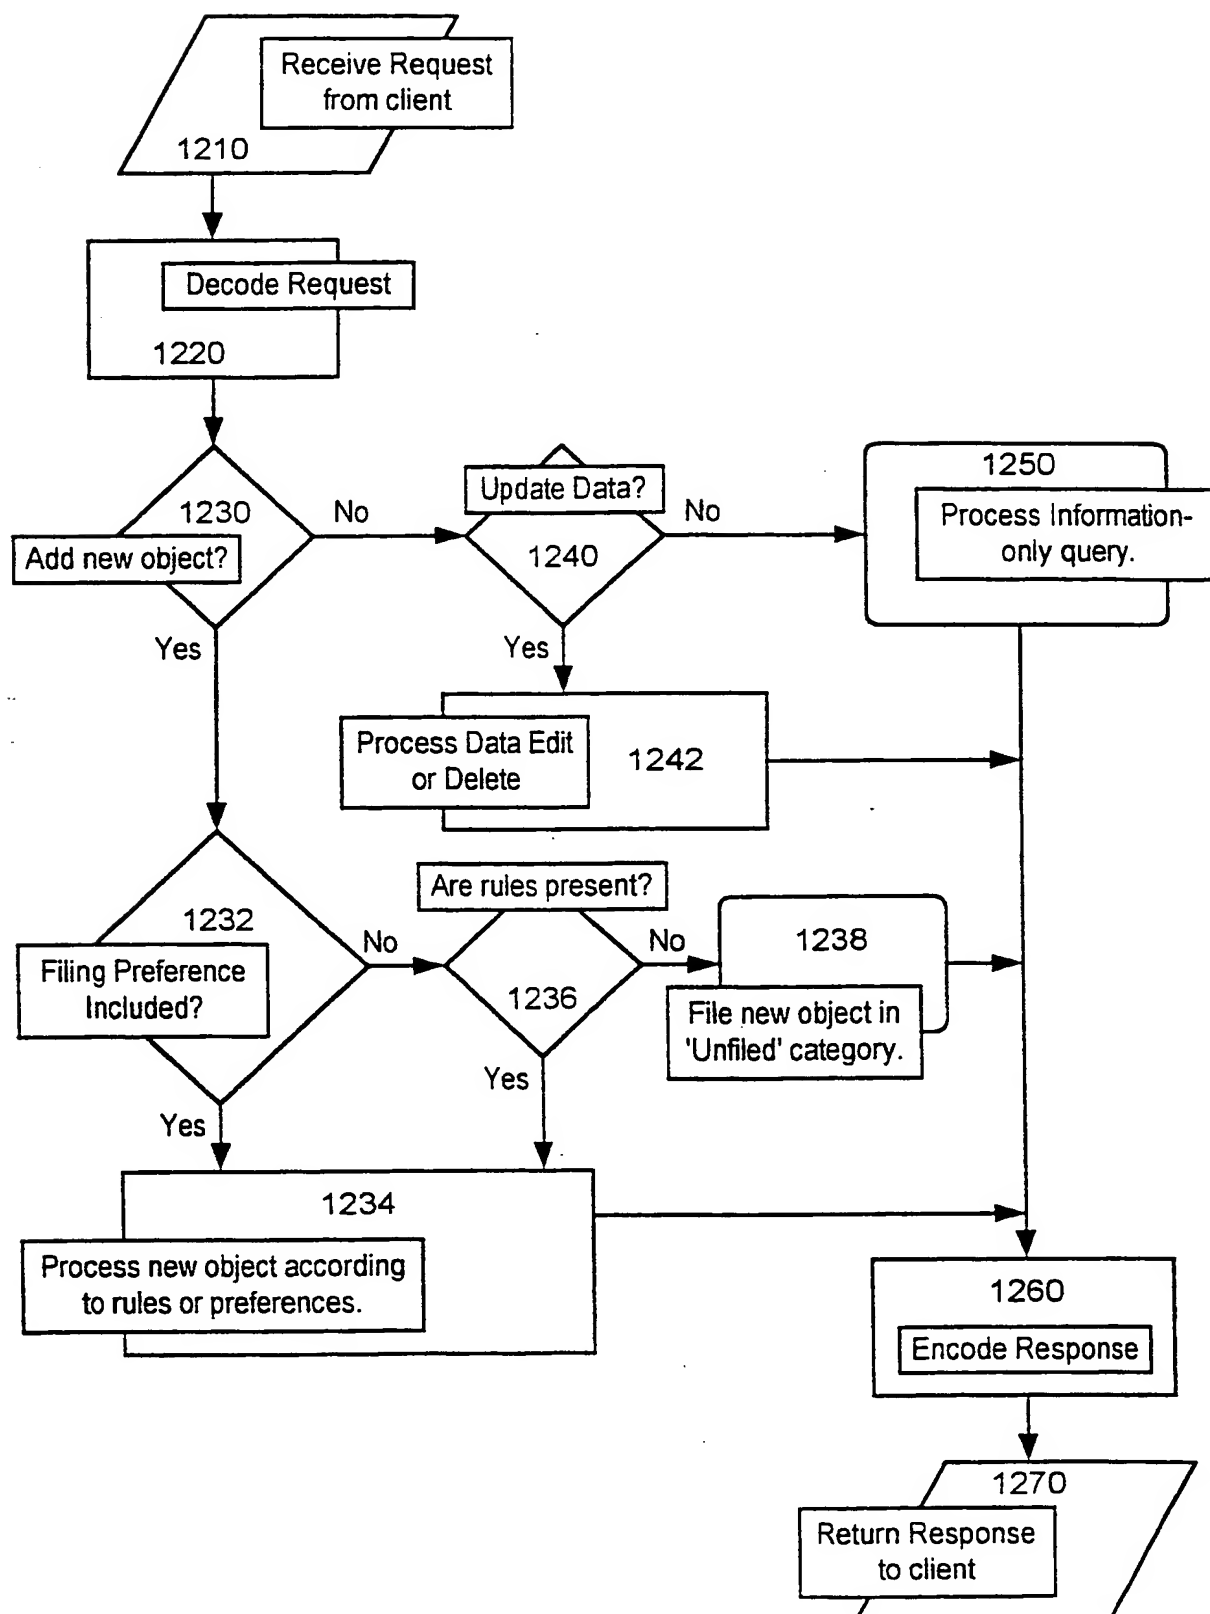 Receive Request
from client
1210
Decode Request
1220
1230
Add new object?
No
Yes
Update Data?
1240
No
Yes
1250
Process Information-
only query.
Process Data Edit
or Delete
1242
1232
Filing Preference
Included?
No
Yes
Are rules present?
1236
No
Yes
1238
File new object in
'Unfiled' category.
1234
Process new object according
to rules or preferences.
1260
Encode Response
1270
Return Response
to client